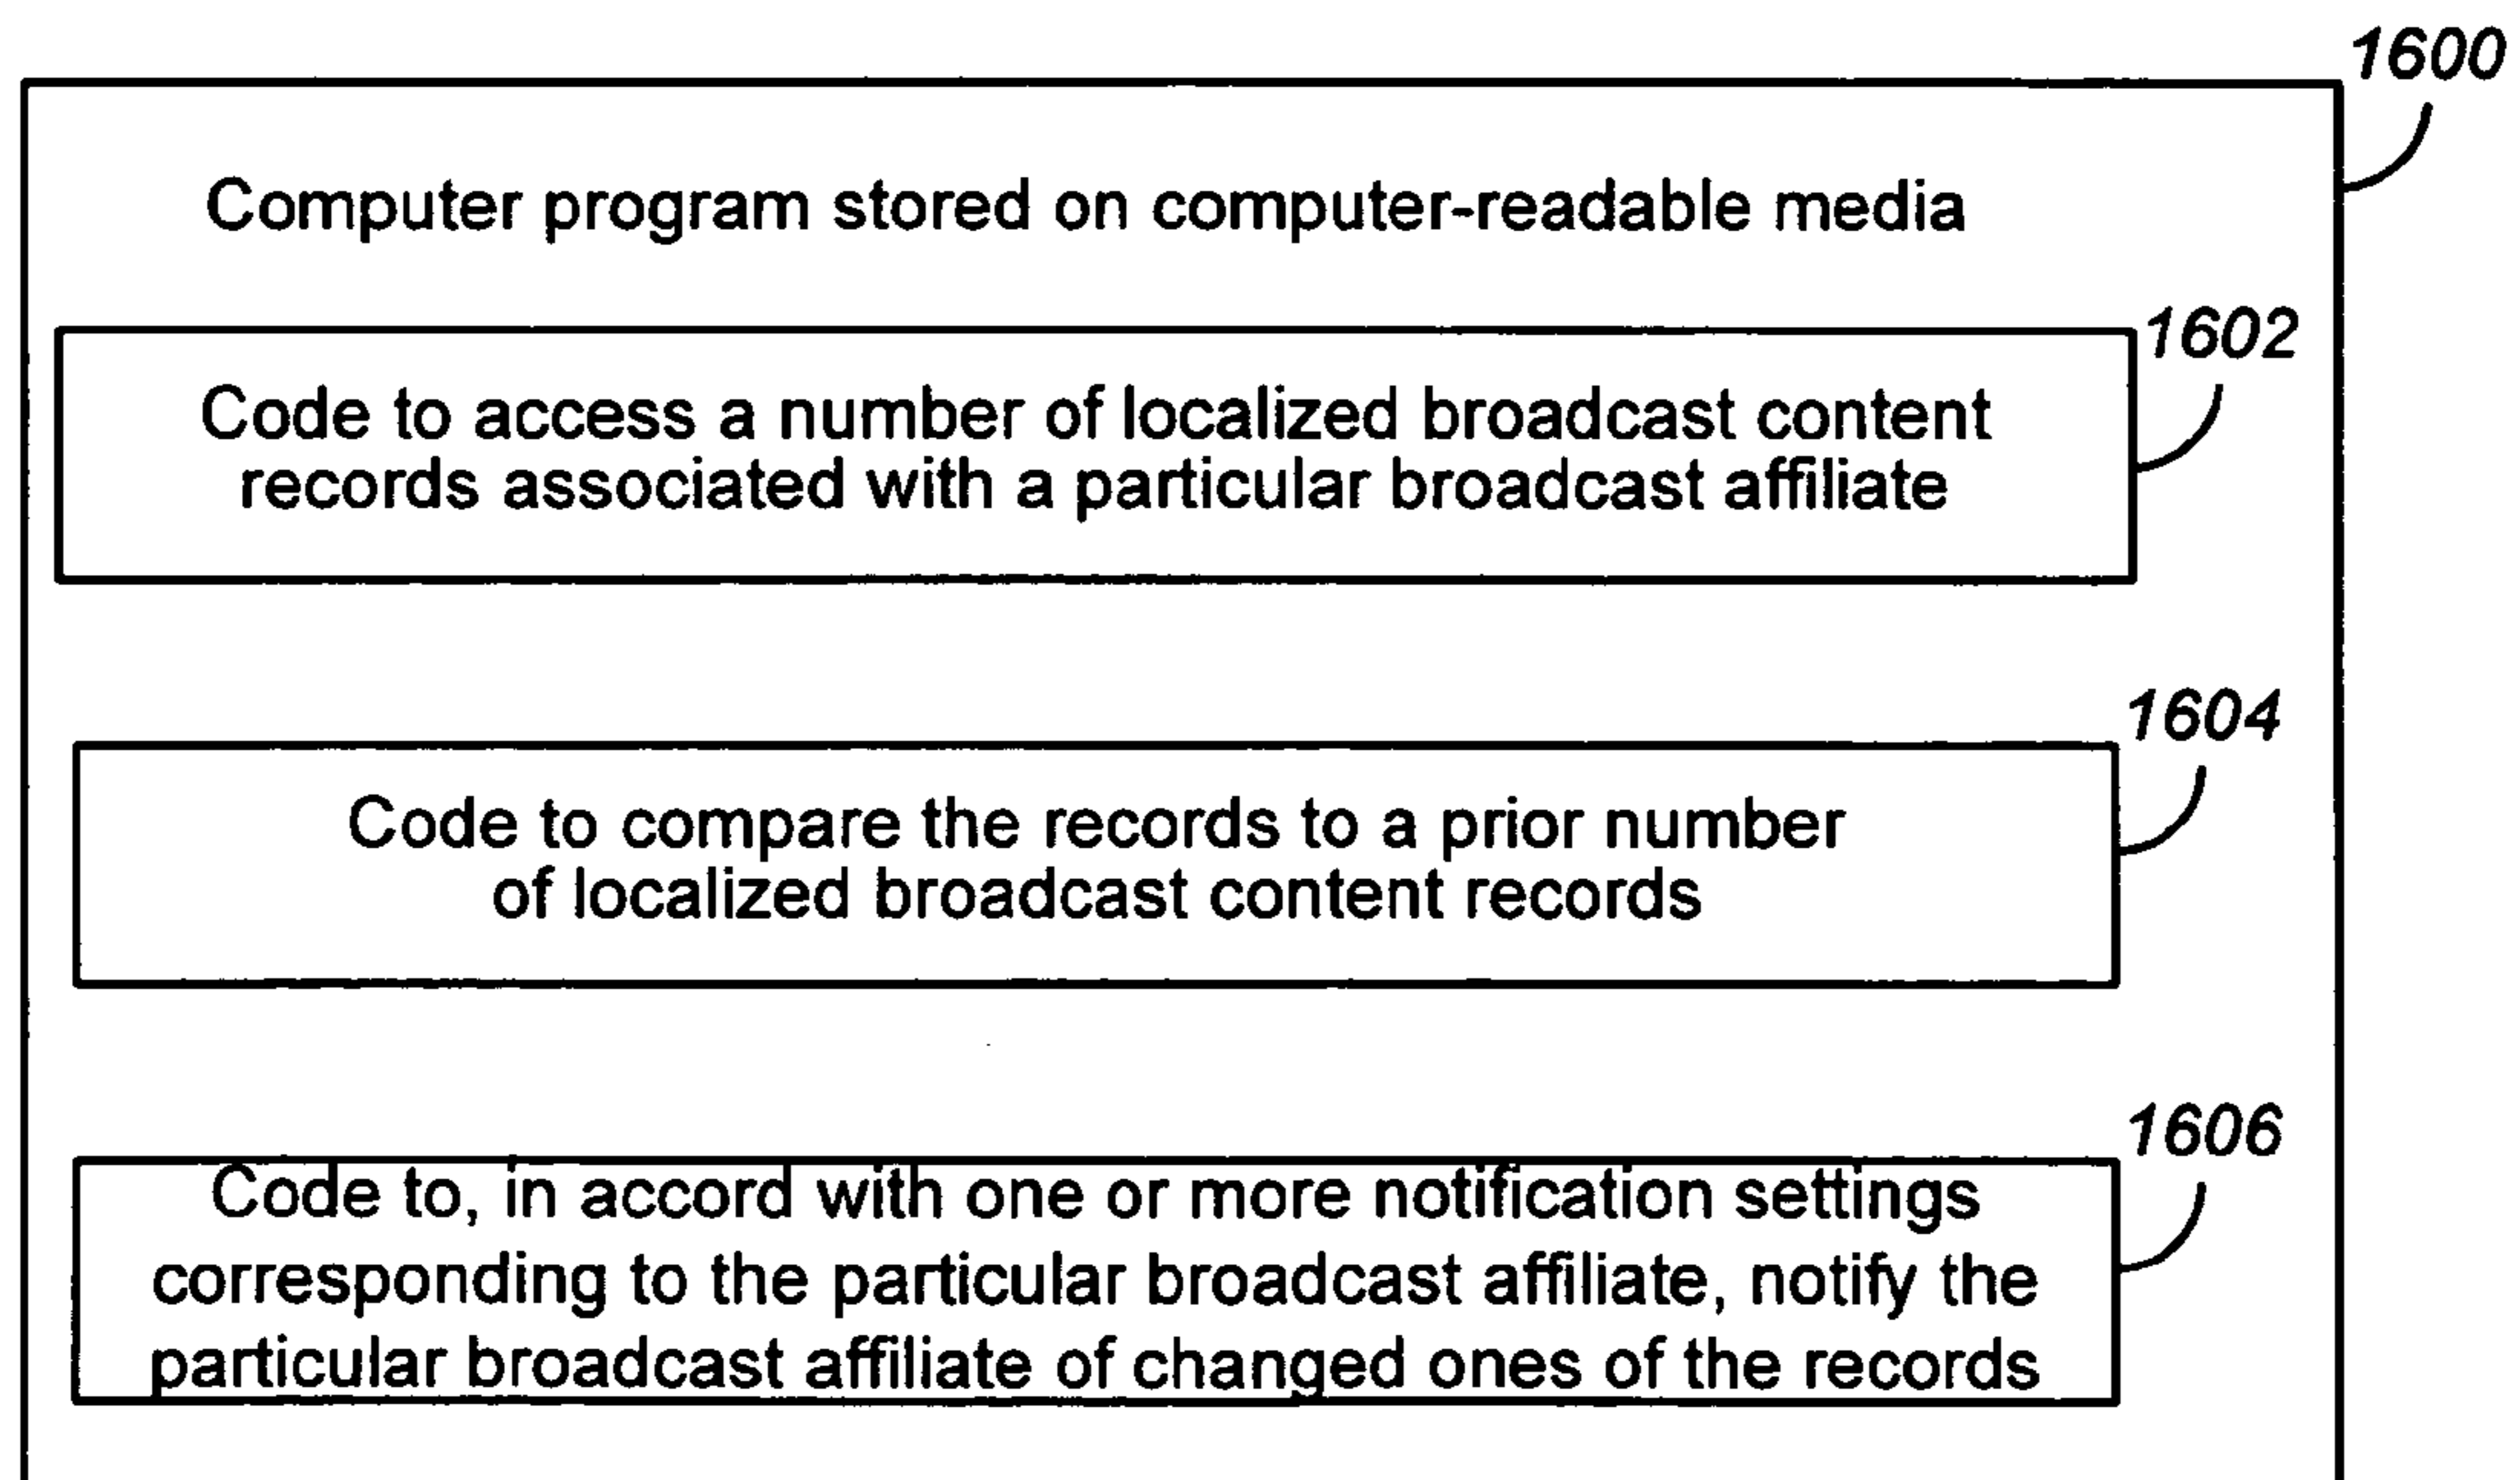 1600
Computer program stored on computer-readable media
1602
Code to access a number of localized broadcast content
records associated with a particular broadcast affiliate
1604
Code to compare the records to a prior number
of localized broadcast content records
1606
Code to, in accord with one or more notification settings
corresponding to the particular broadcast affiliate, notify the
particular broadcast affiliate of changed ones of the records